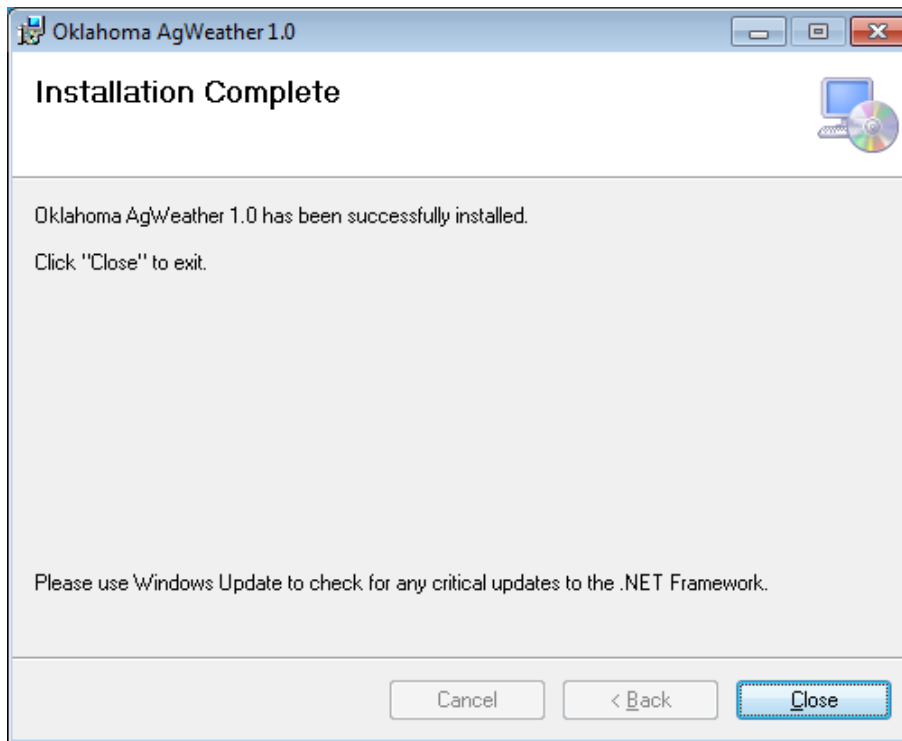 Oklahoma AgWeather 1.0
Installation Complete
Oklahoma AgWeather 1.0 has been successfully installed.
Click "Close" to exit.
Please use Windows Update to check for any critical updates to the .NET Framework.
Cancel
< Back
Close